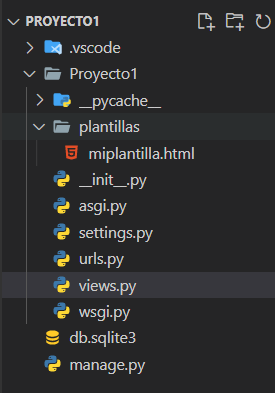 PROYECTO1
.vscode
Proyecto1
__pycache__
plantillas
miplantilla.html
__init__.py
asgi.py
settings.py
urls.py
views.py
wsgi.py
db.sqlite3
manage.py